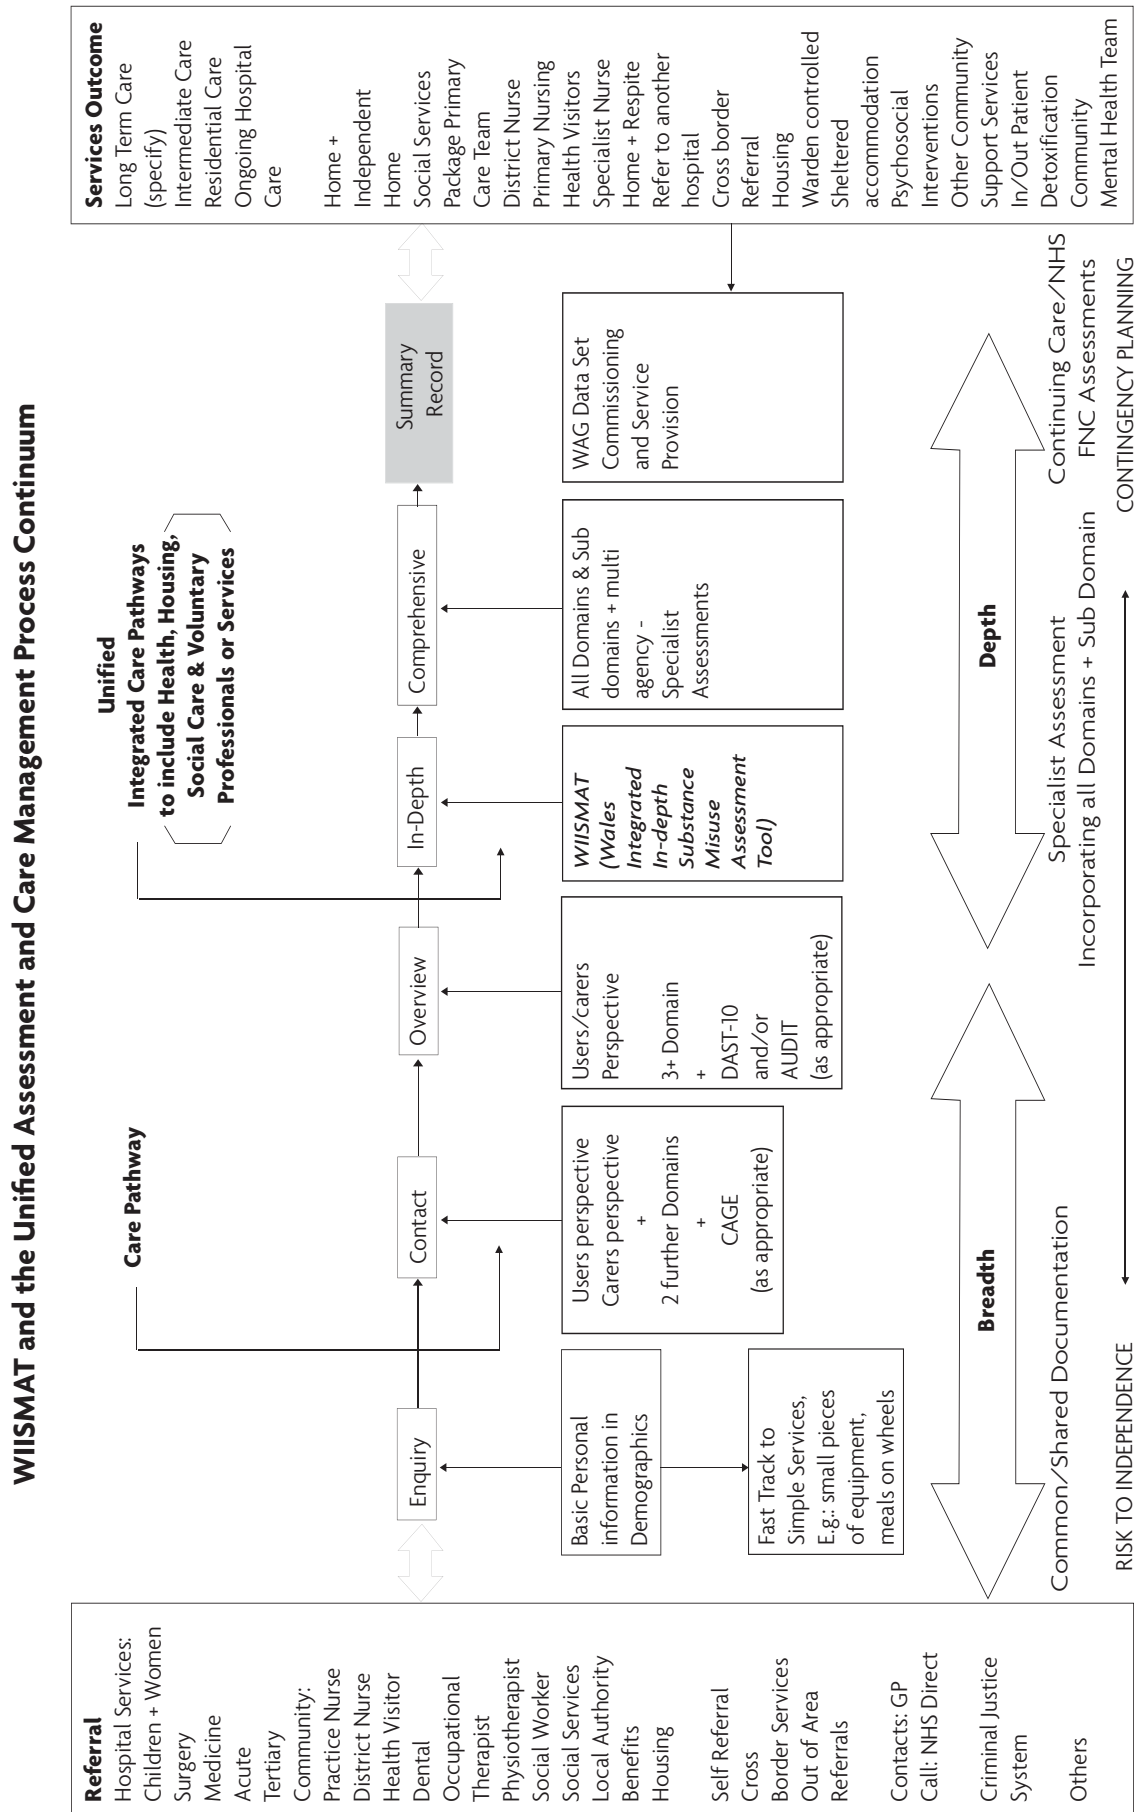 WIISMAT and the Unified Assessment and Care Management Process Continuum
Referral
Hospital Services:
Children + Women
Surgery
Medicine
Acute
Tertiary
Community:
Practice Nurse
District Nurse
Health Visitor
Dental
Occupational
Therapist
Physiotherapist
Social Worker
Social Services
Local Authority
Benefits
Housing
Self Referral
Cross
Border Services
Out of Area
Referrals
Contacts: GP
Call: NHS Direct
Criminal Justice
System
Others
Care Pathway
Unified
Integrated Care Pathways
to include Health, Housing,
Social Care & Voluntary
Professionals or Services
Enquiry
Contact
Overview
In-Depth
Comprehensive
Summary
Record
Basic Personal
information in
Demographics
Fast Track to
Simple Services,
E.g.: small pieces
of equipment,
meals on wheels
Users perspective
Carers perspective
+
2 further Domains
+
CAGE
(as appropriate)
Users/carers
Perspective
3+ Domain
+
DAST-10
and/or
AUDIT
(as appropriate)
WIISMAT
(Wales
Integrated
In-depth
Substance
Misuse
Assessment
Tool)
All Domains & Sub
domains + multi
agency -
Specialist
Assessments
WAG Data Set
Commissioning
and Service
Provision
Breadth
Depth
Common/Shared Documentation
Specialist Assessment
Incorporating all Domains + Sub Domain
Continuing Care/NHS
FNC Assessments
RISK TO INDEPENDENCE
CONTINGENCY PLANNING
Services Outcome
Long Term Care
(specify)
Intermediate Care
Residential Care
Ongoing Hospital
Care
Home +
Independent
Home
Social Services
Package Primary
Care Team
District Nurse
Primary Nursing
Health Visitors
Specialist Nurse
Home + Respite
Refer to another
hospital
Cross border
Referral
Housing
Warden controlled
Sheltered
accommodation
Psychosocial
Interventions
Other Community
Support Services
In/Out Patient
Detoxification
Community
Mental Health Team